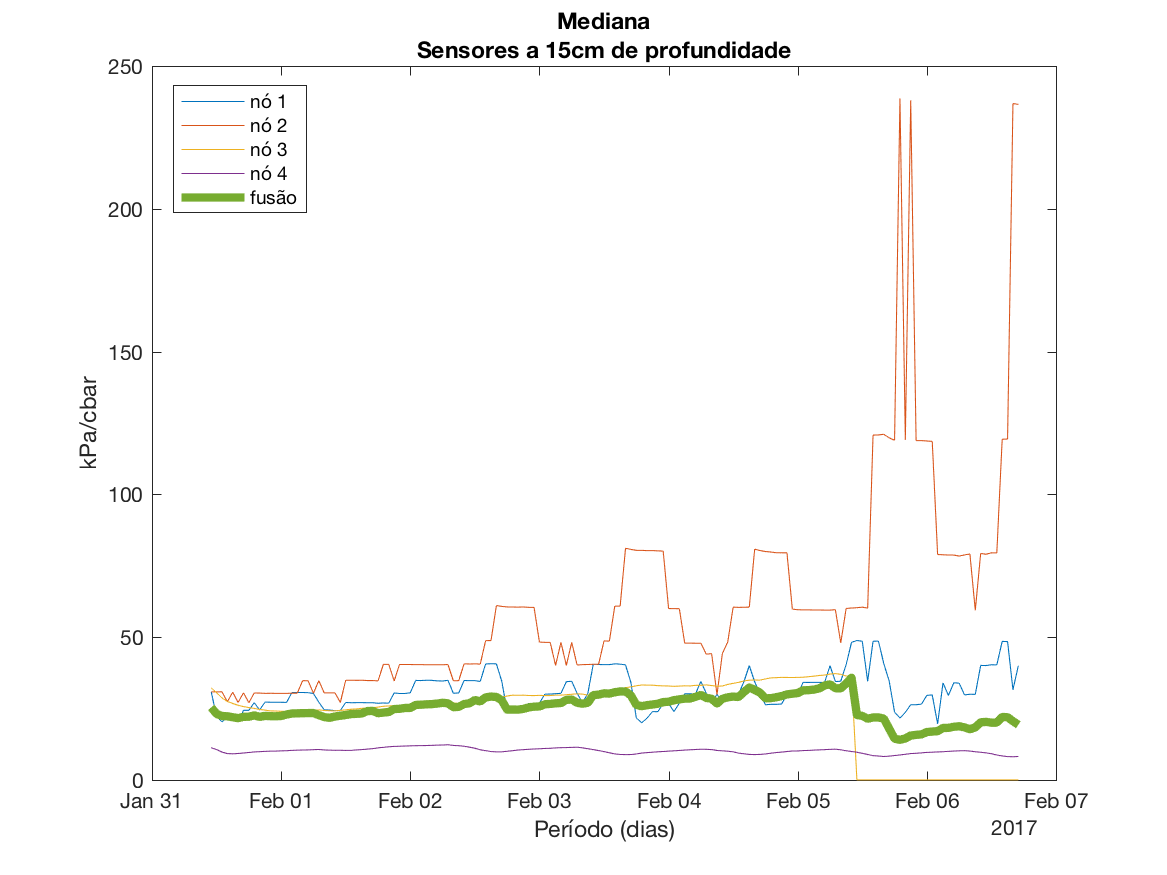 Mediana
Sensores a 15cm de profundidade
250
200
150
100
50
0
kPa/cbar
nó 1
nó 2
nó 3
nó 4
fusão
Jan 31
Feb 01
Feb 02
Feb 03
Feb 04
Feb 05
Feb 06
Feb 07
Período (dias)
2017